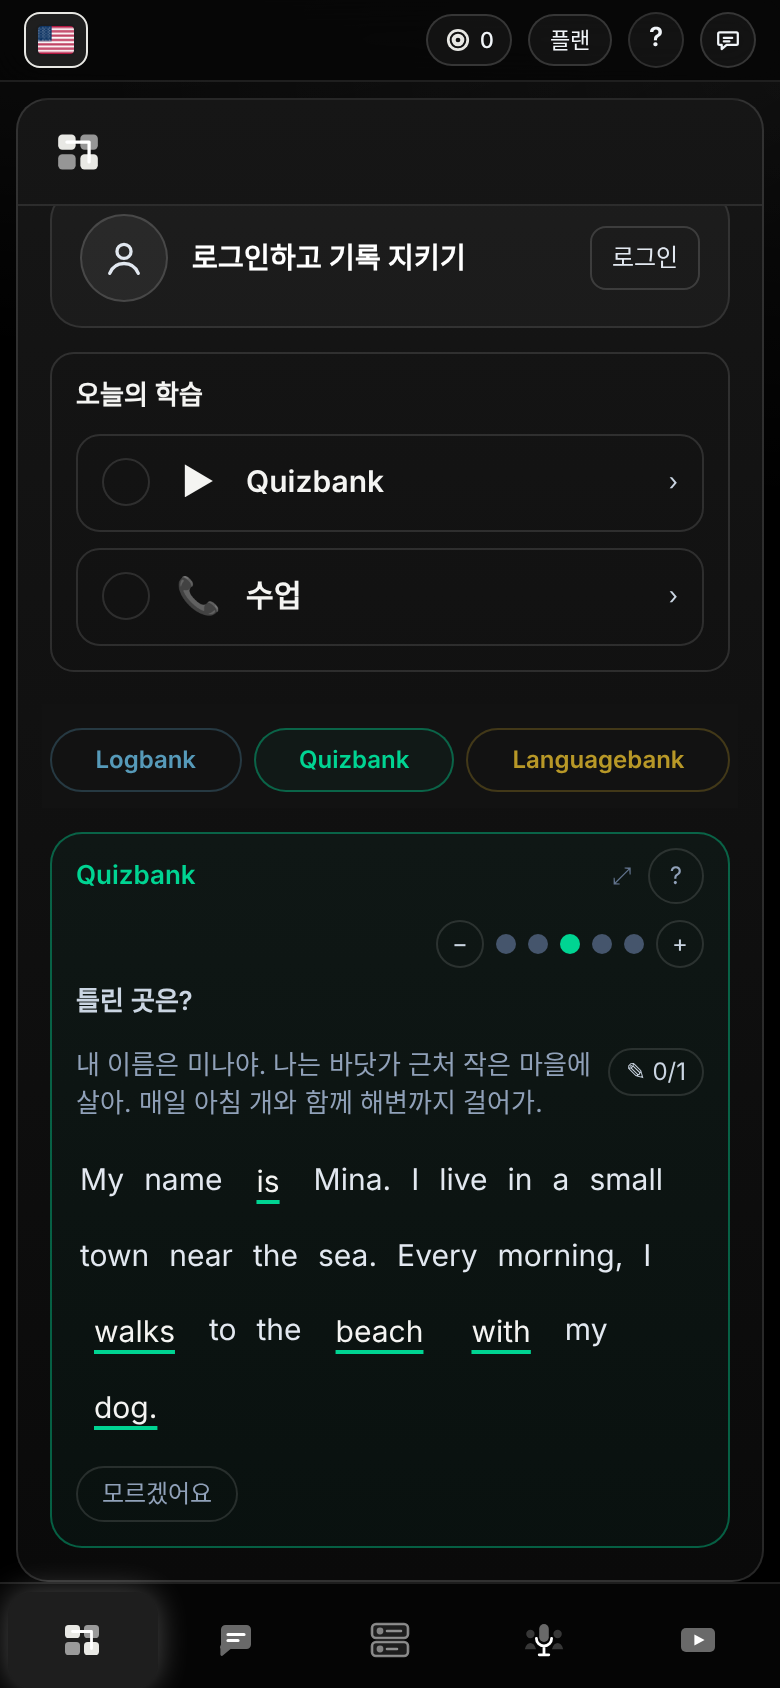 0 플랜 ?
로그인하고 기록 지키기 로그인
오늘의 학습
Quizbank ›
수업 ›
Logbank Quizbank Languagebank
Quizbank ?
− +
틀린 곳은?
내 이름은 미나야. 나는 바닷가 근처 작은 마을에
살아. 매일 아침 개와 함께 해변까지 걸어가.
✎ 0/1
My name is Mina. I live in a small
town near the sea. Every morning, I
walks to the beach with my
dog.
모르겠어요